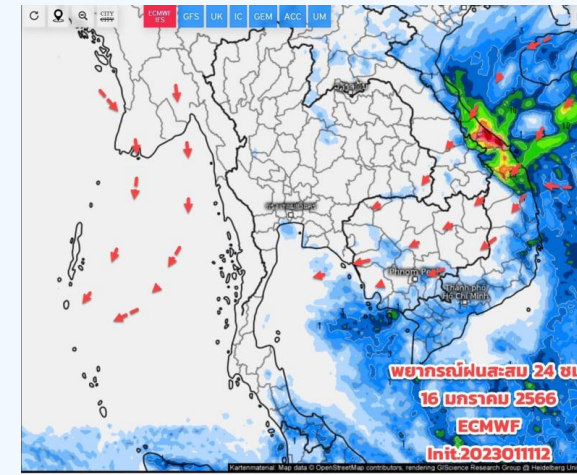 CITY
CITY
ECMWF
IFS
GFS
UK
IC
GEM
ACC
UM
Phnom Penh
Thành phố
Hồ Chí Minh
พยากรณ์ฝนสะสม 24 ชม
16 มกราคม 2566
ECMWF
Init.2023011112
Kartenmaterial: Map data © OpenStreetMap contributors, rendering GIScience Research Group @ Heidelberg Uni